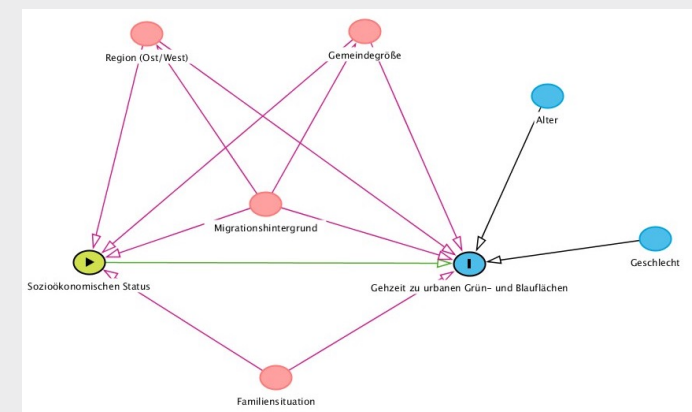 Region (Ost/West)
Gemeindegröße
Alter
Migrationshintergrund
Geschlecht
Sozioökonomischen Status
Gehzeit zu urbanen Grün- und Blauflächen
Familiensituation